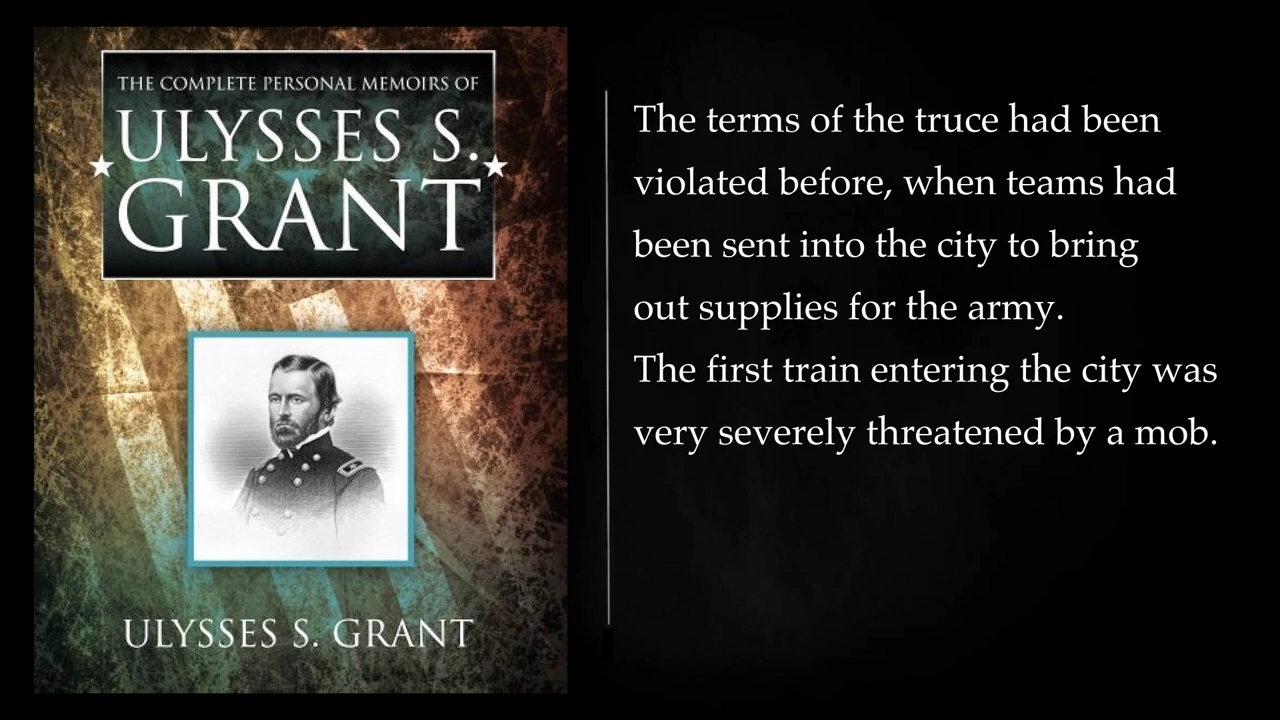 THE COMPLETE PERSONAL MEMOIRS OF
ULYSSES S.
GRANT
ULYSSES S. GRANT
The terms of the truce had been
violated before, when teams had
been sent into the city to bring
out supplies for the army.
The first train entering the city was
very severely threatened by a mob.